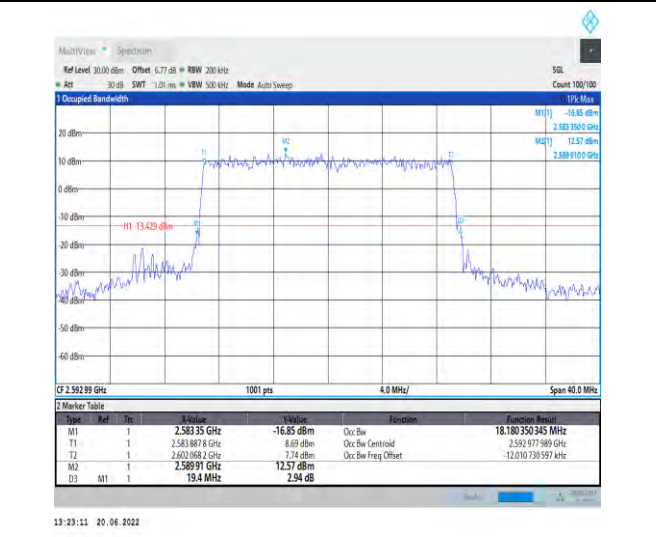 MultiView Spectrum
Ref Level 30.00 dBm Offset 6.77 dB RBW 200 kHz SGL
Att 30 dB SWT 1.01 ms VBW 500 kHz Mode Auto Sweep Count 100/100
1 Occupied Bandwidth 1Pk Max
M1[1] -16.85 dBm
2.583 3500 GHz
M2[1] 12.57 dBm
2.589 9100 GHz
20 dBm
M2
T1
10 dBm
0 dBm
-10 dBm
H1 -13.429 dBm
M1
-20 dBm
-30 dBm
-40 dBm
-50 dBm
-60 dBm
CF 2.592 99 GHz 1001 pts 4.0 MHz/ Span 40.0 MHz
2 Marker Table
Type Ref Trc X-Value Y-Value Function Function Result
M1 1 2.583 35 GHz -16.85 dBm Occ Bw 18.180 350 345 MHz
T1 1 2.583 887 8 GHz 8.69 dBm Occ Bw Centroid 2.592 977 989 GHz
T2 1 2.602 068 2 GHz 7.74 dBm Occ Bw Freq Offset -12.010 730 597 kHz
M2 1 2.589 91 GHz 12.57 dBm
D3 M1 1 19.4 MHz 2.94 dB
13:23:11 20.06.2022